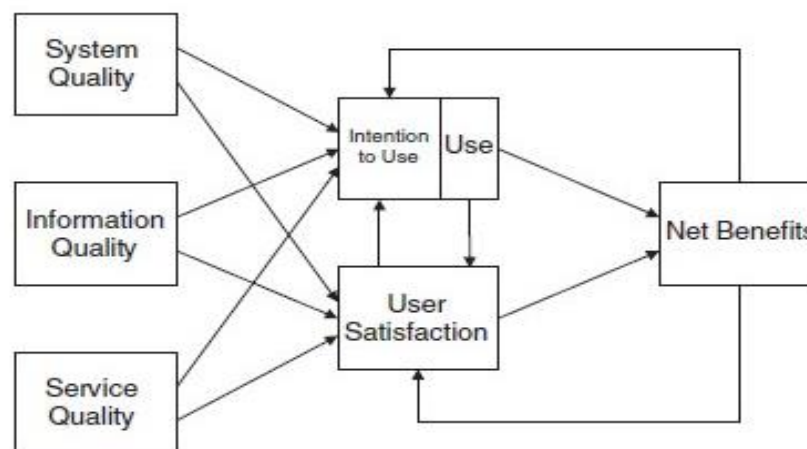 System
Quality
Intention
to Use
Use
Information
Quality
Net Benefits
User
Satisfaction
Service
Quality